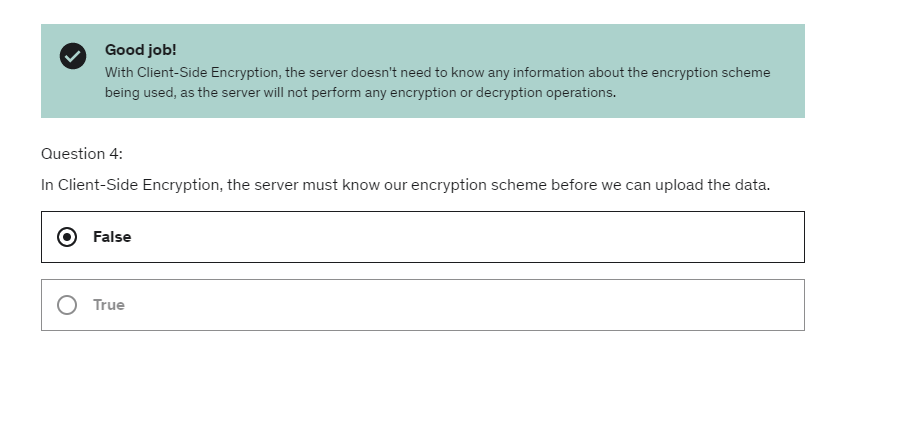 Good job!
With Client-Side Encryption, the server doesn't need to know any information about the encryption scheme
being used, as the server will not perform any encryption or decryption operations.
Question 4:
In Client-Side Encryption, the server must know our encryption scheme before we can upload the data.
False
True